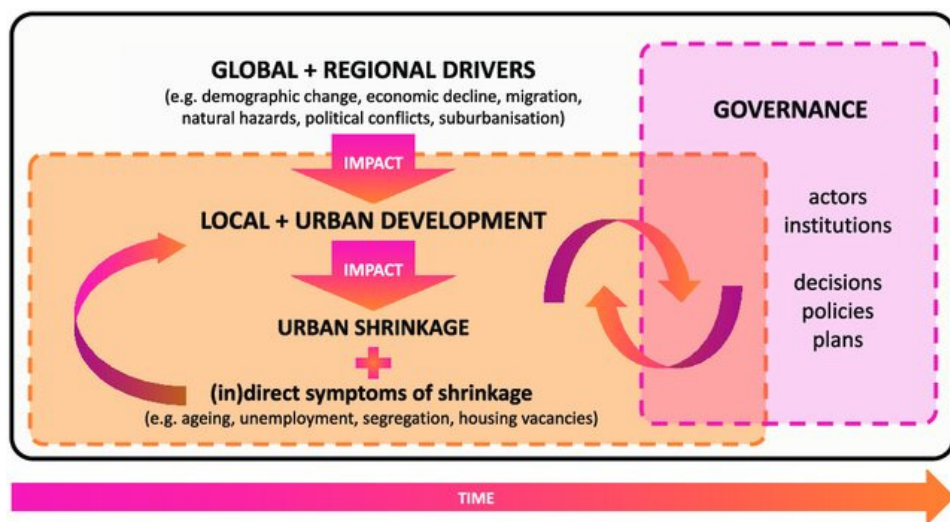 GLOBAL + REGIONAL DRIVERS
(e.g. demographic change, economic decline, migration,
natural hazards, political conflicts, suburbanisation)
IMPACT
LOCAL + URBAN DEVELOPMENT
IMPACT
URBAN SHRINKAGE
+
(in)direct symptoms of shrinkage
(e.g. ageing, unemployment, segregation, housing vacancies)
GOVERNANCE
actors
institutions
decisions
policies
plans
TIME